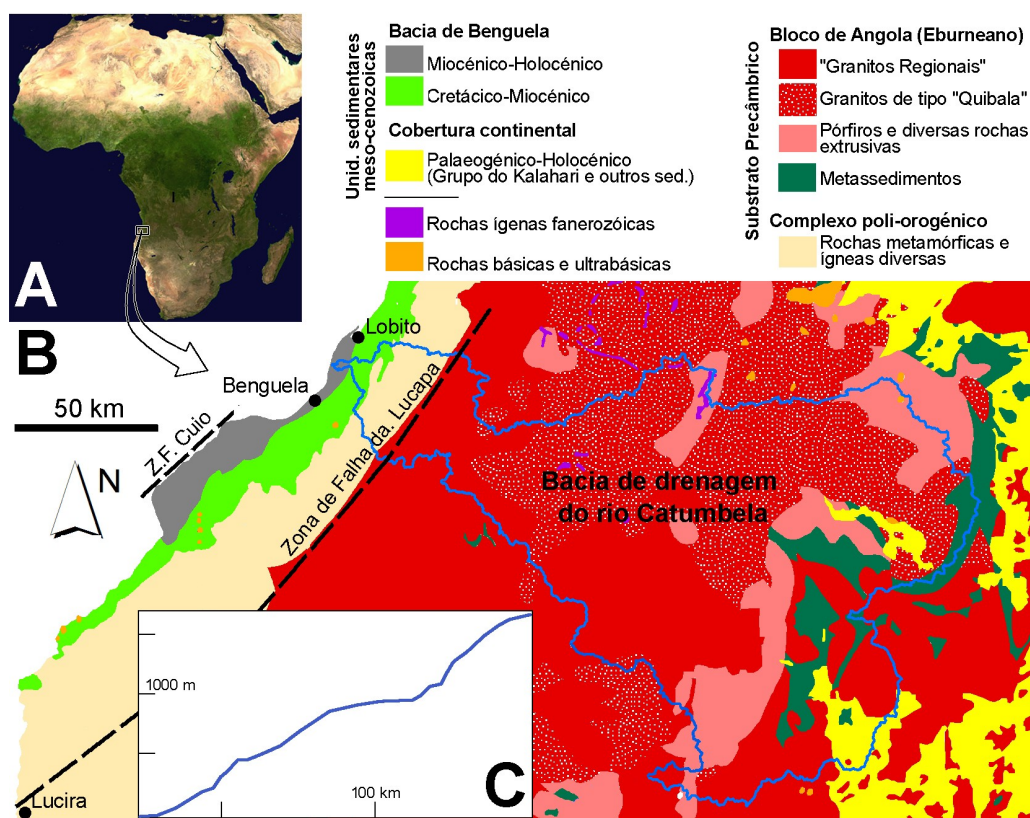 Unid. sedimentares
meso-cenozoicas
Bacia de Benguela
Miocénico-Holocénico
Cretácico-Miocénico
Cobertura continental
Palaeogénico-Holocénico
(Grupo do Kalahari e outros sed.)
Rochas ígenas fanerozóicas
Rochas básicas e ultrabásicas
Substrato Precâmbrico
Bloco de Angola (Eburneano)
"Granitos Regionais"
Granitos de tipo "Quibala"
Pórfiros e diversas rochas
extrusivas
Metassedimentos
Complexo poli-orogénico
Rochas metamórficas e
ígneas diversas
A
B
Lobito
Benguela
50 km
Z.F. Cuio
N
Zona de Falha da. Lucapa
Bacia de drenagem
do rio Catumbela
1000 m
100 km
C
Lucira